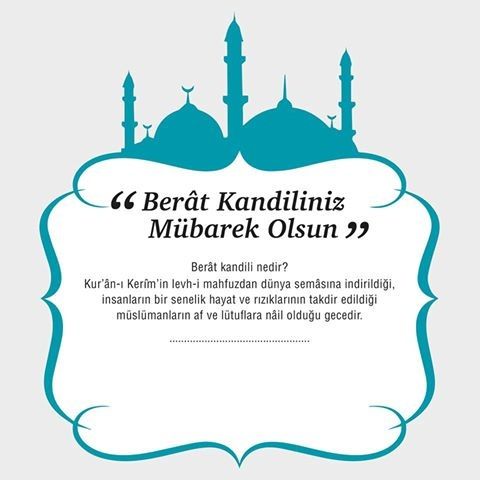 “ Berât Kandiliniz
Mübarek Olsun ”
Berât kandili nedir?
Kur’ân-ı Kerîm’in levh-i mahfuzdan dünya semâsına indirildiği,
insanların bir senelik hayat ve rızıklarının takdir edildiği
müslümanların af ve lütuflara nâil olduğu gecedir.
................................................